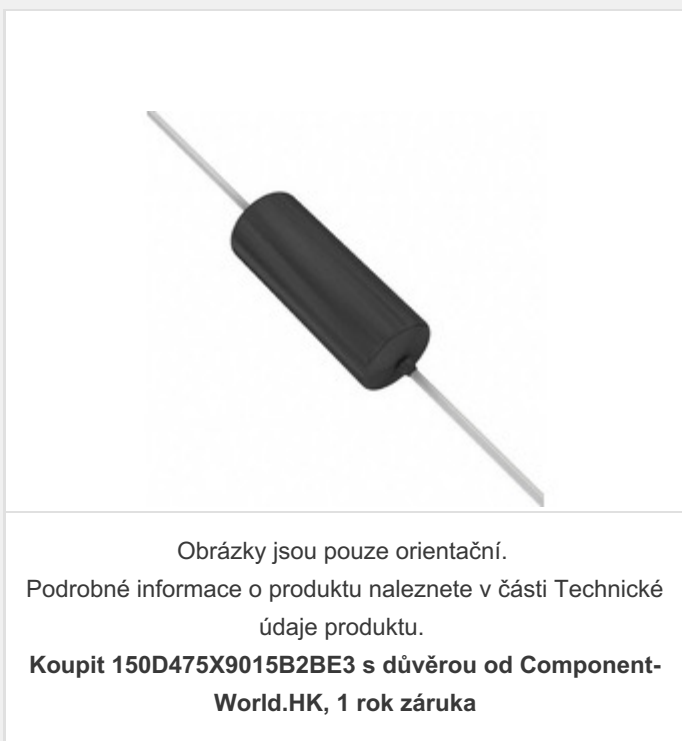 Obrázky jsou pouze orientační.
Podrobné informace o produktu naleznete v části Technické
údaje produktu.
Koupit 150D475X9015B2BE3 s důvěrou od Component-
World.HK, 1 rok záruka